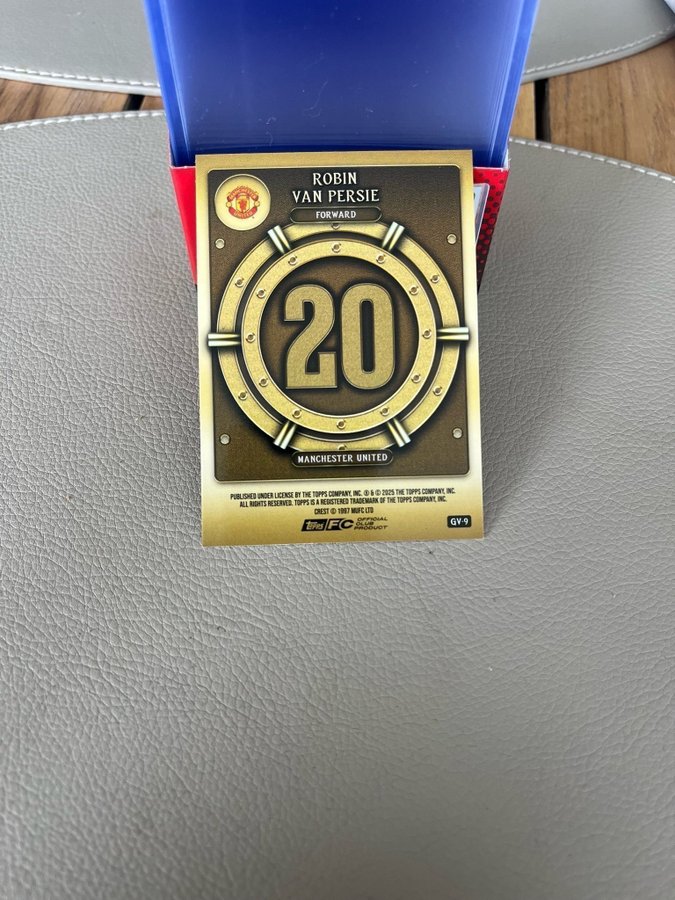 ROBIN
VAN PERSIE
FORWARD
MANCHESTER
UNITED
20
MANCHESTER UNITED
PUBLISHED UNDER LICENSE BY THE TOPPS COMPANY, INC. ® & © 2025 THE TOPPS COMPANY, INC.
ALL RIGHTS RESERVED. TOPPS IS A REGISTERED TRADEMARK OF THE TOPPS COMPANY, INC.
CREST © 1997 MUFC LTD
topps FC OFFICIAL
CLUB
PRODUCT
GV-9